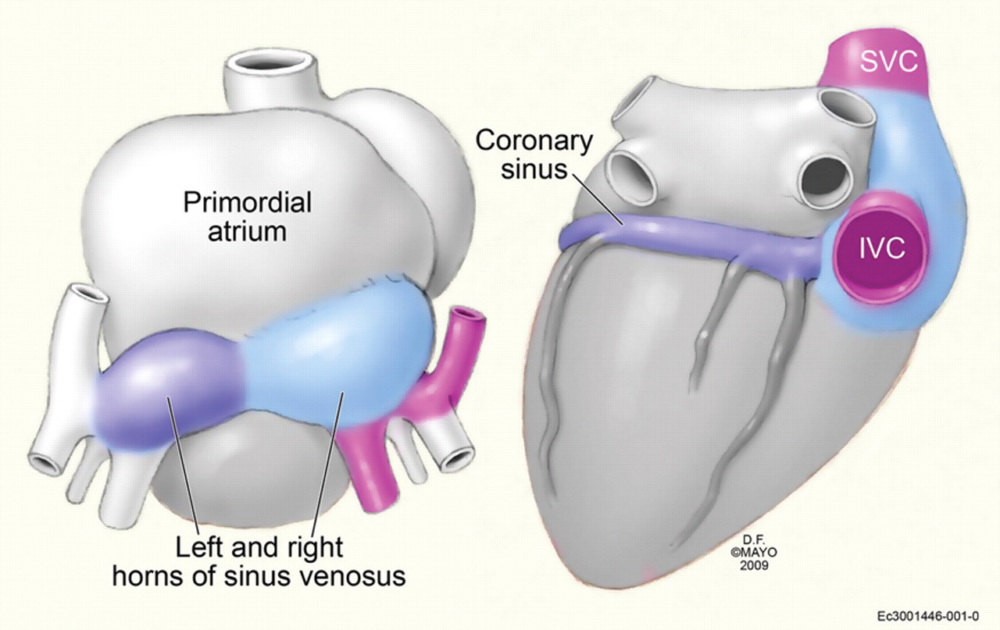 Primordial
atrium
Left and right
horns of sinus venosus
Coronary
sinus
SVC
IVC
D.F.
©MAYO
2009
Ec3001446-001-0